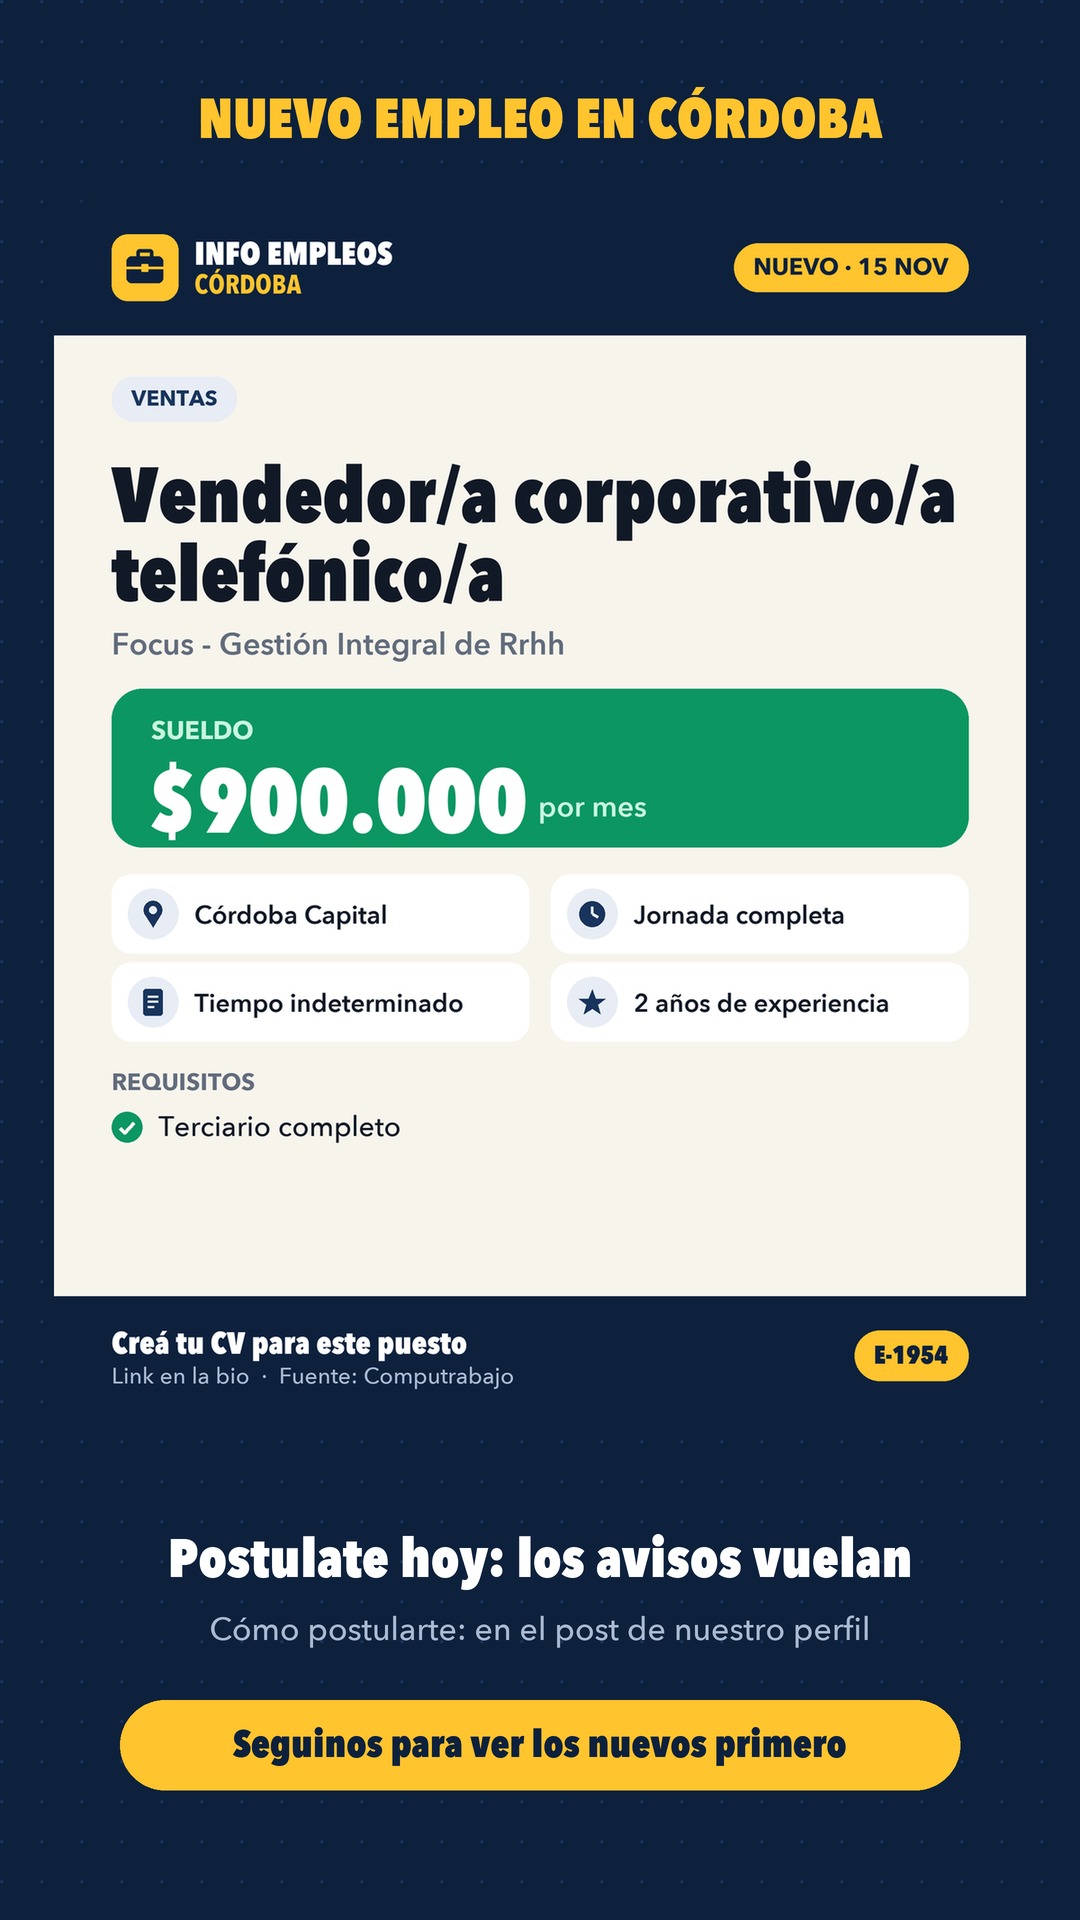 NUEVO EMPLEO EN CÓRDOBA
INFO EMPLEOS
CÓRDOBA
NUEVO · 15 NOV
VENTAS
Vendedor/a corporativo/a
telefónico/a
Focus - Gestión Integral de Rrhh
SUELDO
$900.000 por mes
Córdoba Capital
Jornada completa
Tiempo indeterminado
2 años de experiencia
REQUISITOS
Terciario completo
Creá tu CV para este puesto
Link en la bio · Fuente: Computrabajo
E-1954
Postulate hoy: los avisos vuelan
Cómo postularte: en el post de nuestro perfil
Seguinos para ver los nuevos primero